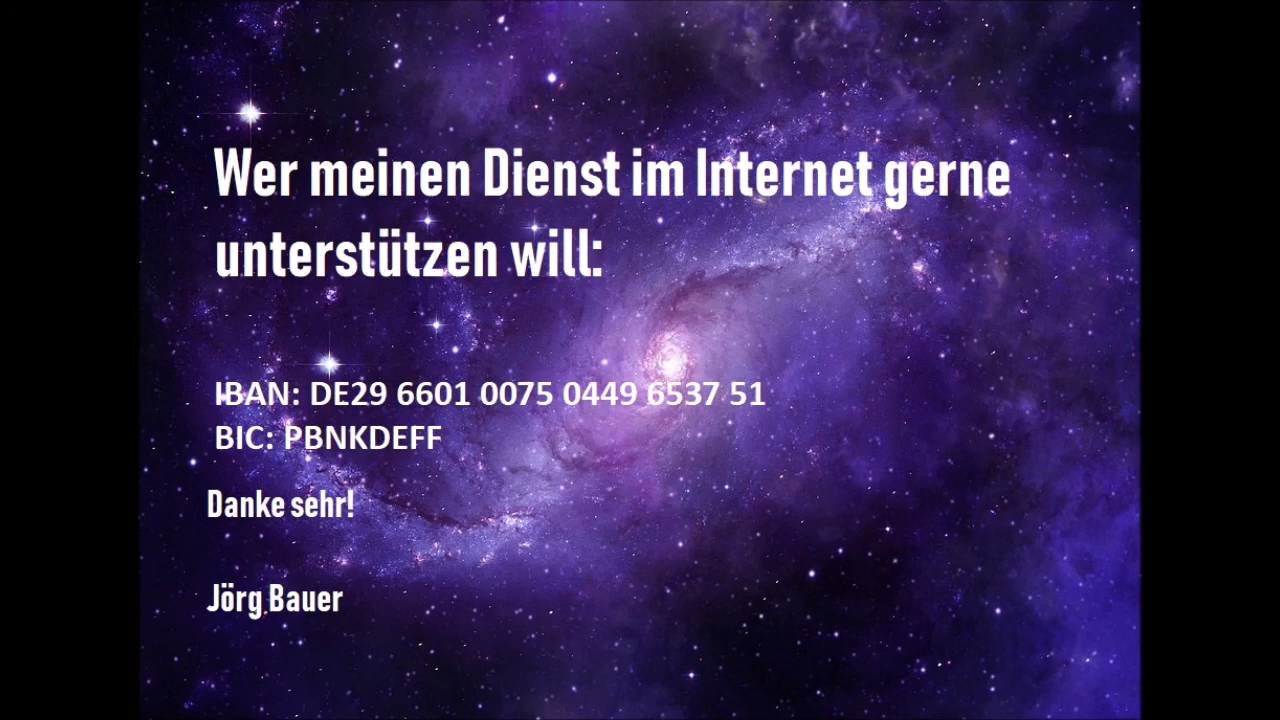 Wer meinen Dienst im Internet gerne
unterstützen will:
IBAN: DE29 6601 0075 0449 6537 51
BIC: PBNKDEFF
Danke sehr!
Jörg Bauer